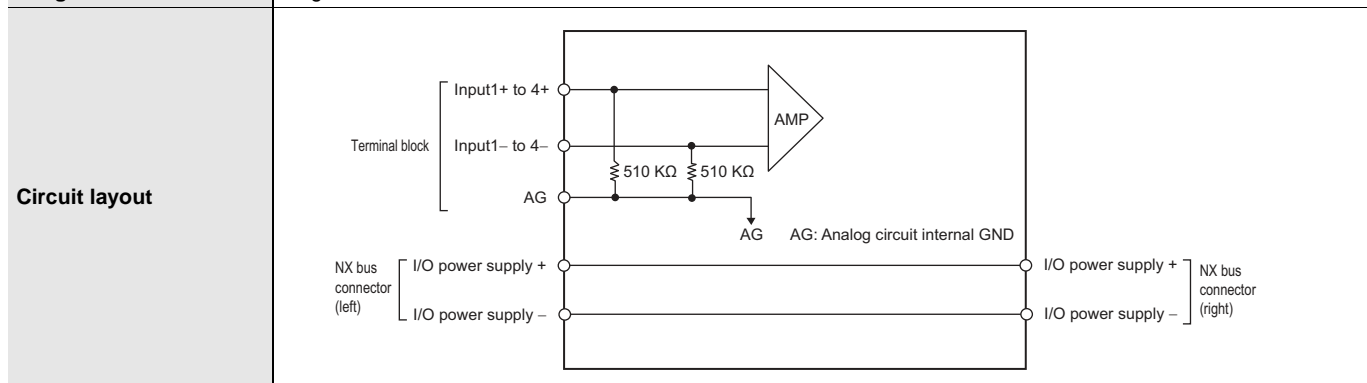 Circuit layout
Terminal block
Input1+ to 4+
Input1– to 4–
AG
510 KΩ
510 KΩ
AMP
AG
AG: Analog circuit internal GND
NX bus
connector
(left)
I/O power supply +
I/O power supply –
I/O power supply +
I/O power supply –
NX bus
connector
(right)